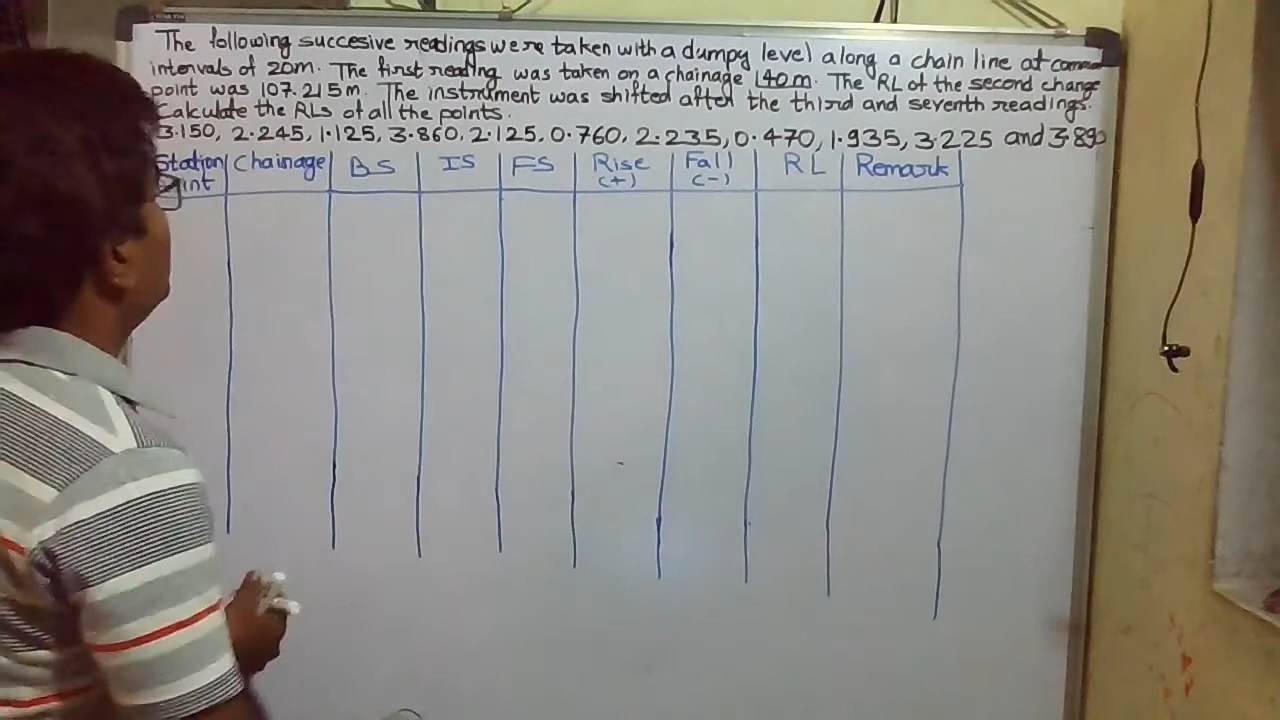 The following succesive readings were taken with a dumpy level along a chain line at common
intervals of 20m. The first reading was taken on a chainage 140m. The RL of the second change
point was 107.215m. The instrument was shifted after the third and seventh readings.
Calculate the RLs of all the points.
3.150, 2.245, 1.125, 3.860, 2.125, 0.760, 2.235, 0.470, 1.935, 3.225 and 3.890
Station Chainage BS IS FS Rise Fall RL Remark
(+) (-)